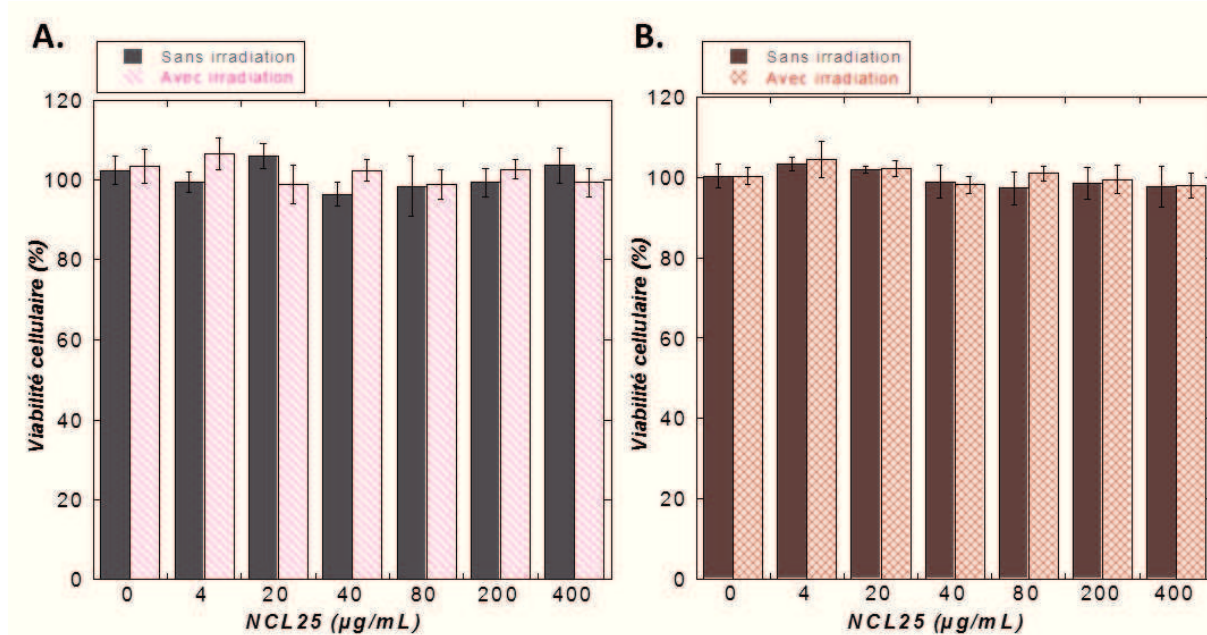 A.
Sans irradiation
Avec irradiation
120
100
80
60
40
20
0
Viabilité cellulaire (%)
0 4 20 40 80 200 400
NCL25 (µg/mL)
B.
Sans irradiation
Avec irradiation
120
100
80
60
40
20
0
Viabilité cellulaire (%)
0 4 20 40 80 200 400
NCL25 (µg/mL)